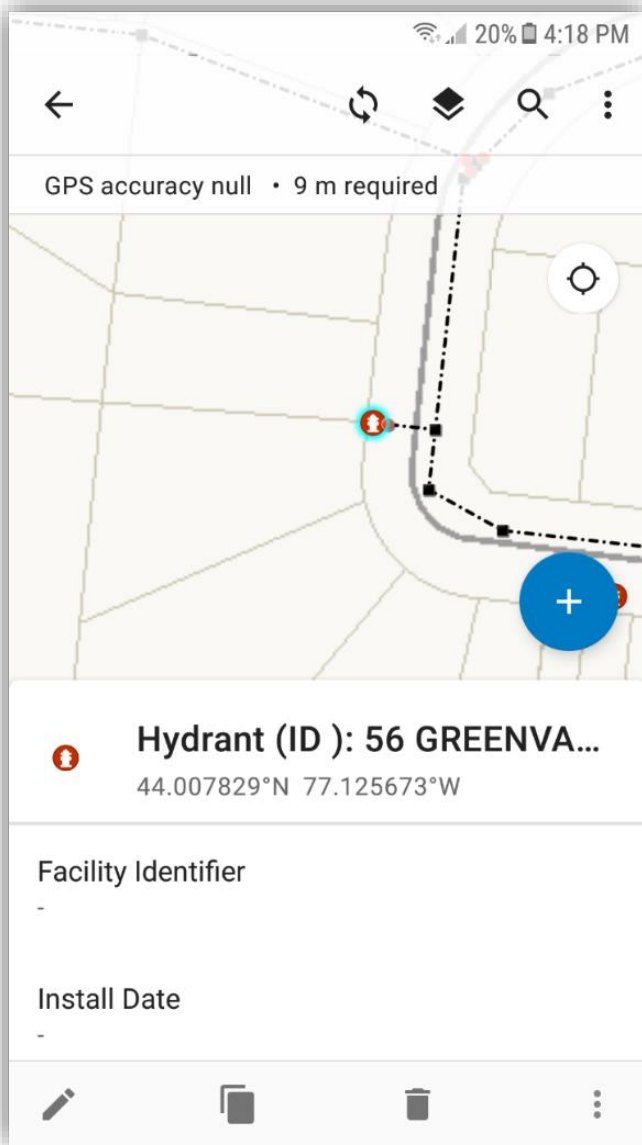 20% 4:18 PM
GPS accuracy null • 9 m required
Hydrant (ID ): 56 GREENVA...
44.007829°N 77.125673°W
Facility Identifier
-
Install Date
-